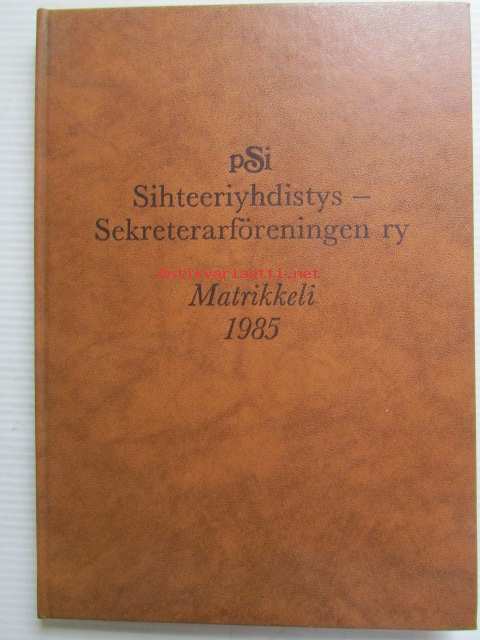 pSi
Sihteeriyhdistys –
Sekreterarföreningen ry
antikvariaatti.net
Matrikkeli
1985